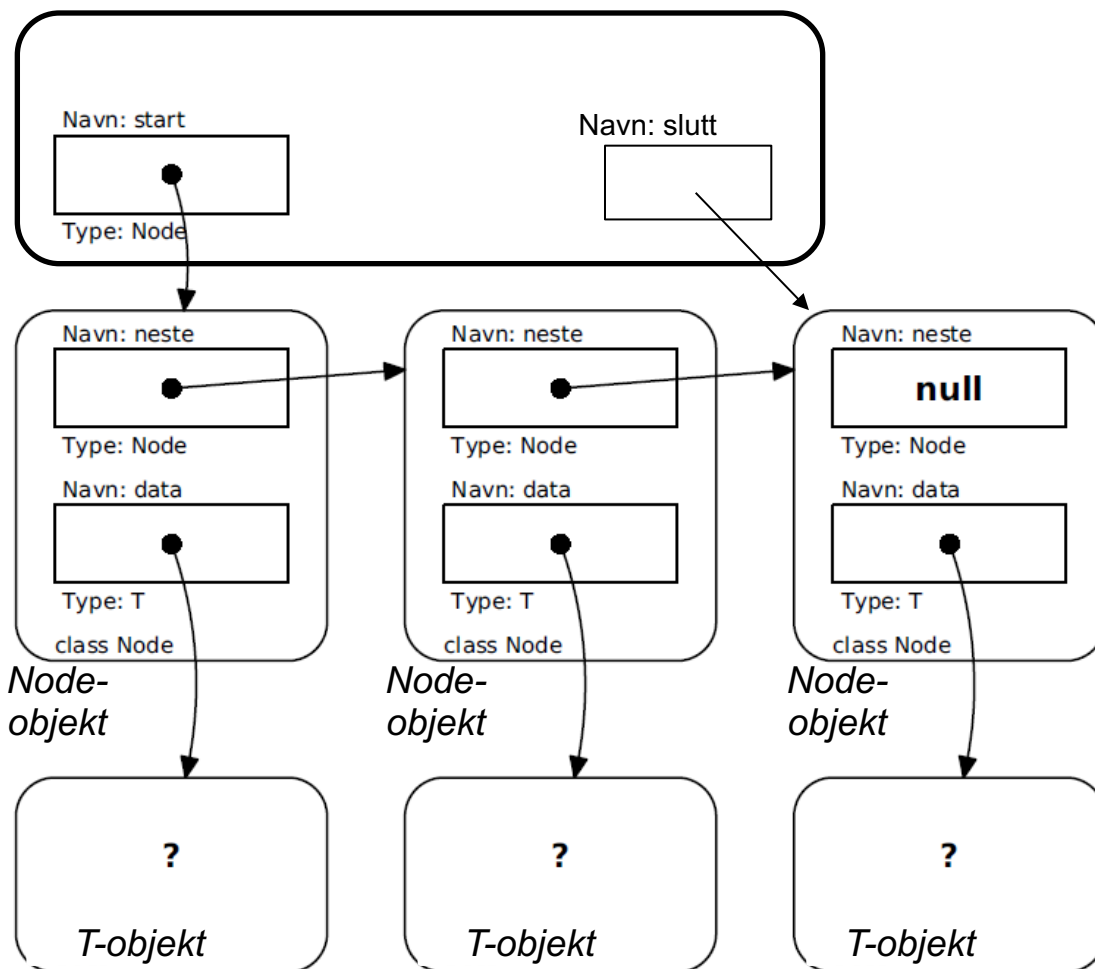 Navn: start
Navn: slutt
Type: Node
Navn: neste
Navn: neste
Navn: neste
null
Type: Node
Type: Node
Type: Node
Navn: data
Navn: data
Navn: data
Type: T
Type: T
Type: T
class Node
class Node
class Node
Node-
objekt
Node-
objekt
Node-
objekt
?
?
?
T-objekt
T-objekt
T-objekt